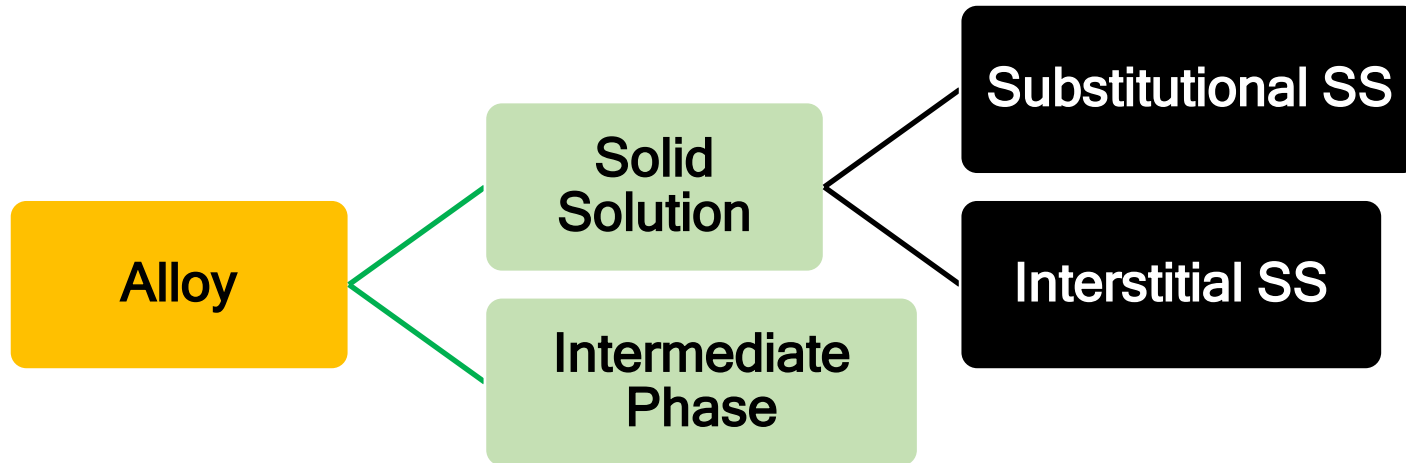 Alloy
Solid
Solution
Intermediate
Phase
Substitutional SS
Interstitial SS